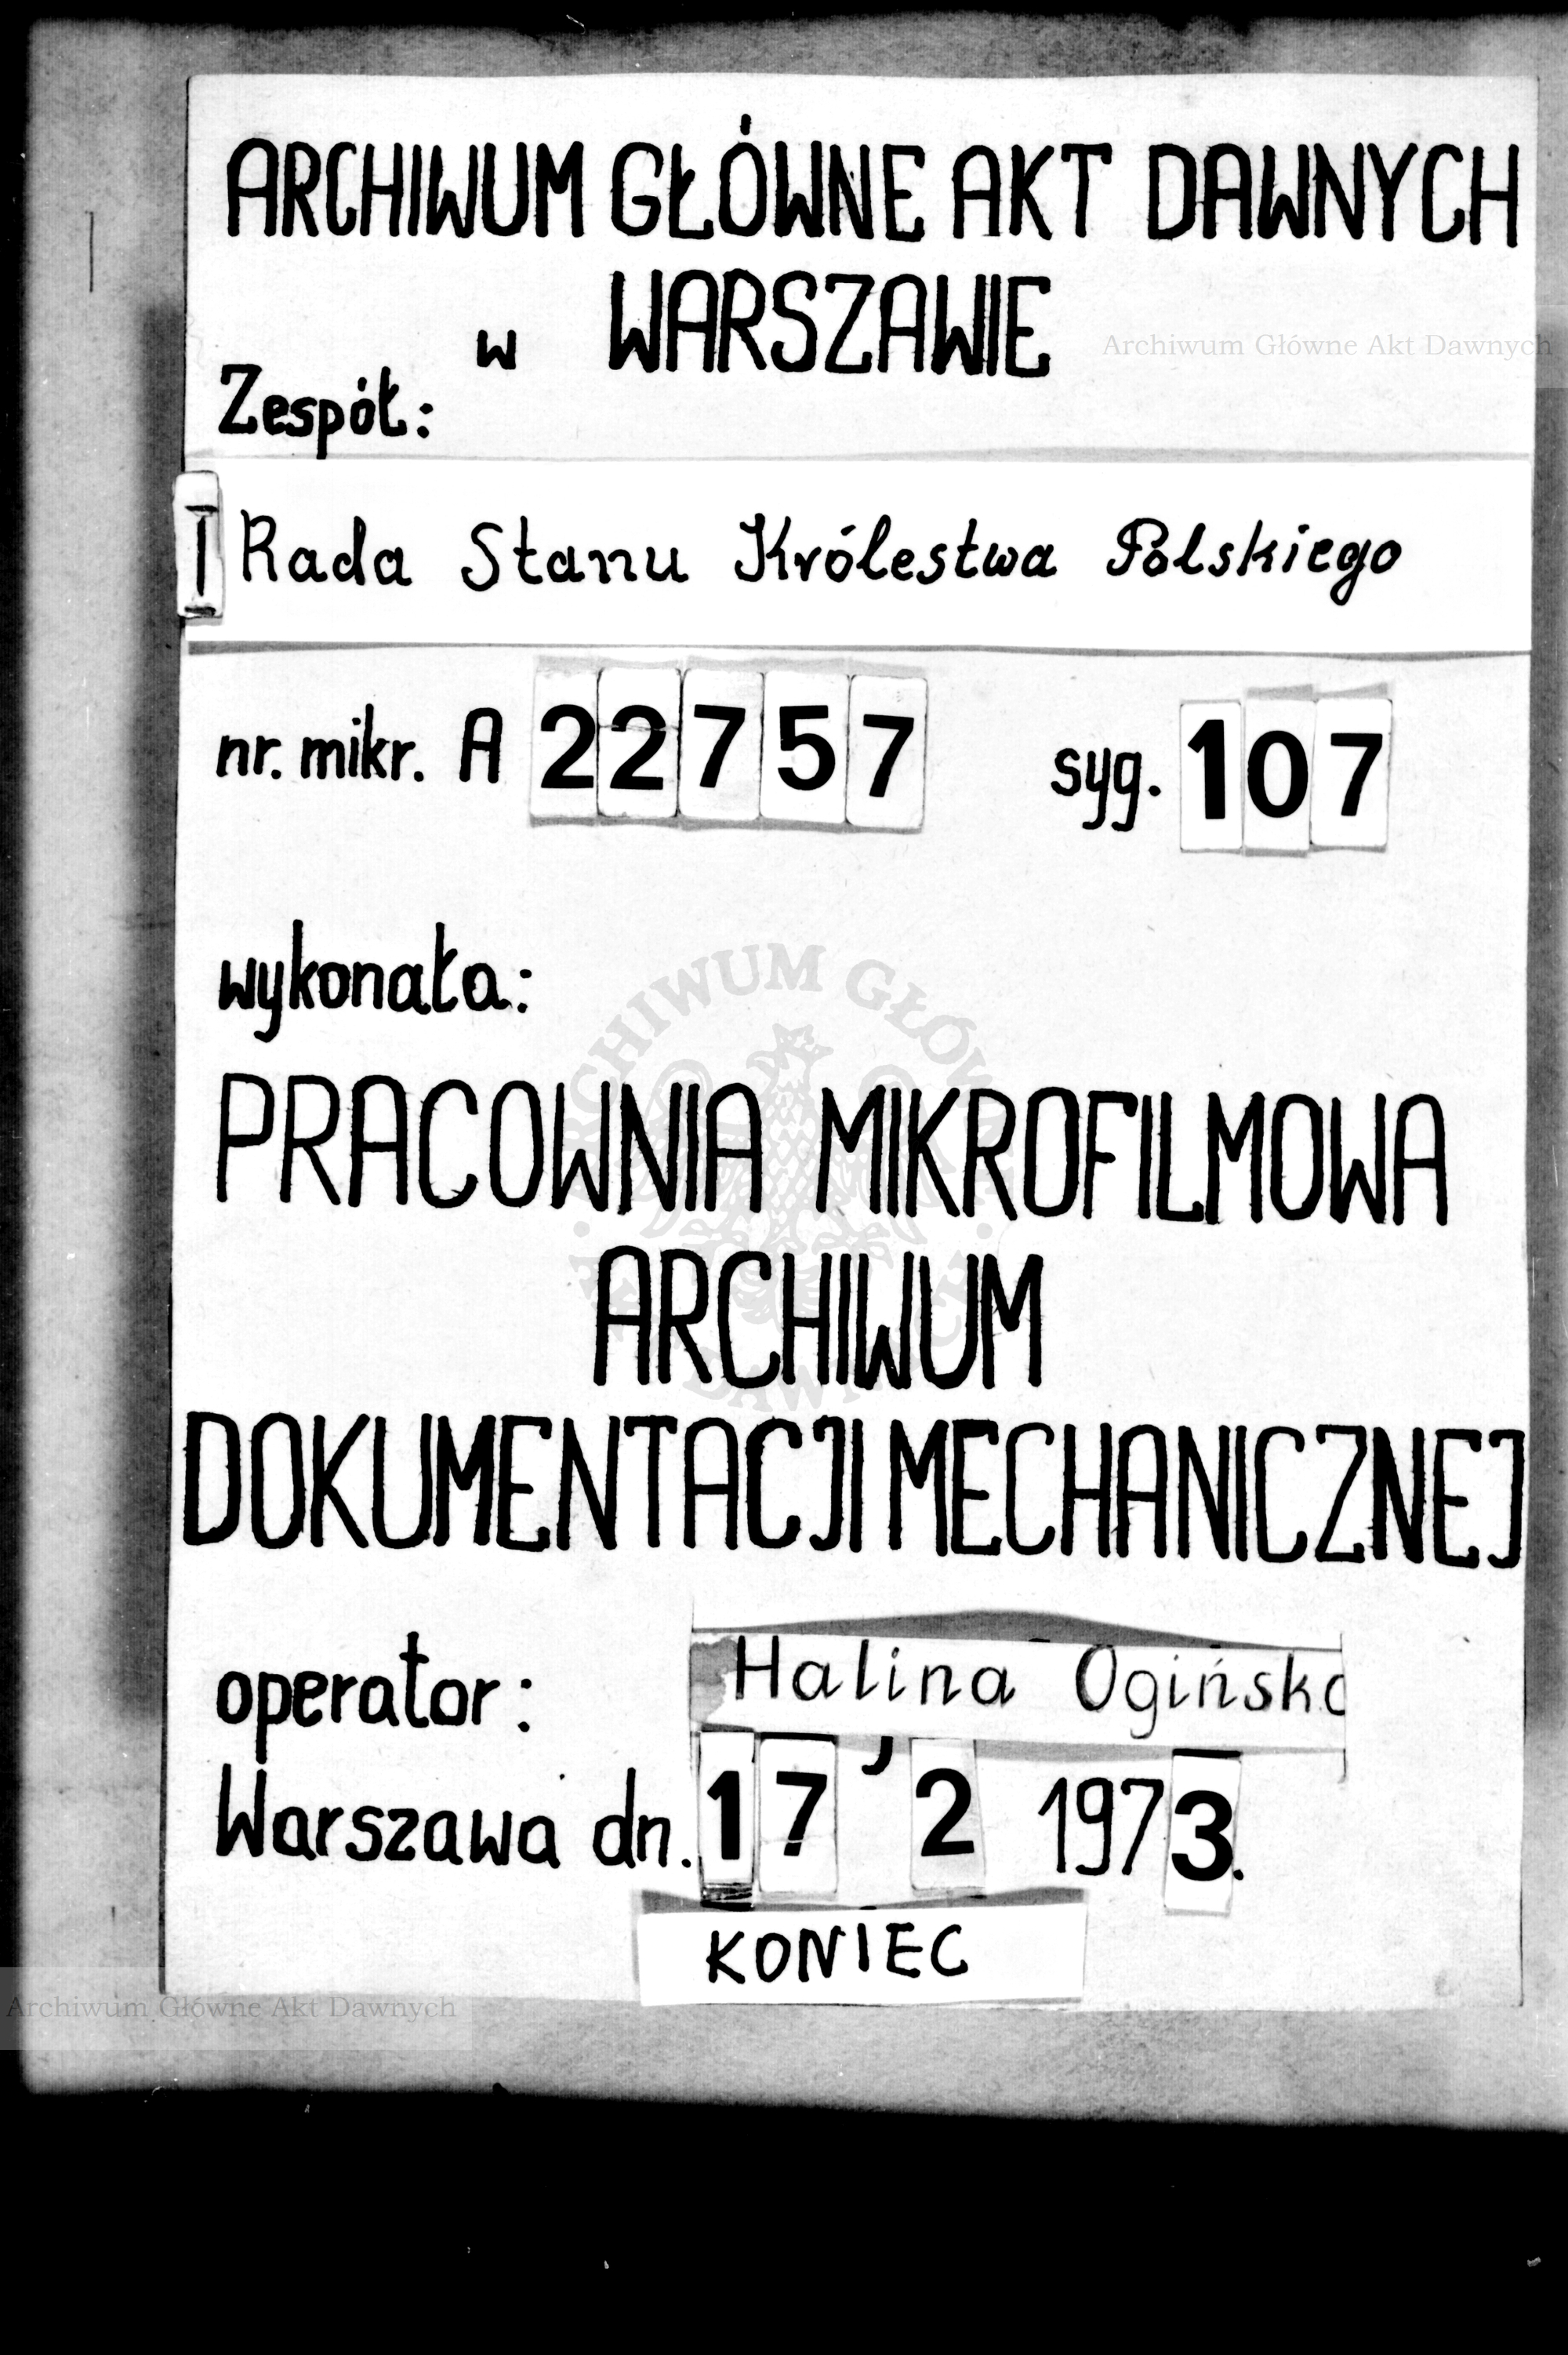 ARCHIWUM GŁÓWNE AKT DAWNYCH
w WARSZAWIE
Archiwum Główne Akt Dawnych
Zespół:
I Rada Stanu Królestwa Polskiego
nr. mikr. A 22757 syg. 107
wykonała:
ARCHIWUM GŁÓWNE
PRACOWNIA MIKROFILMOWA
ARCHIWUM
DOKUMENTACJI MECHANICZNEJ
operator: Halina Ogińska
Warszawa dn. 17, 2 1973.
KONIEC
Archiwum Główne Akt Dawnych